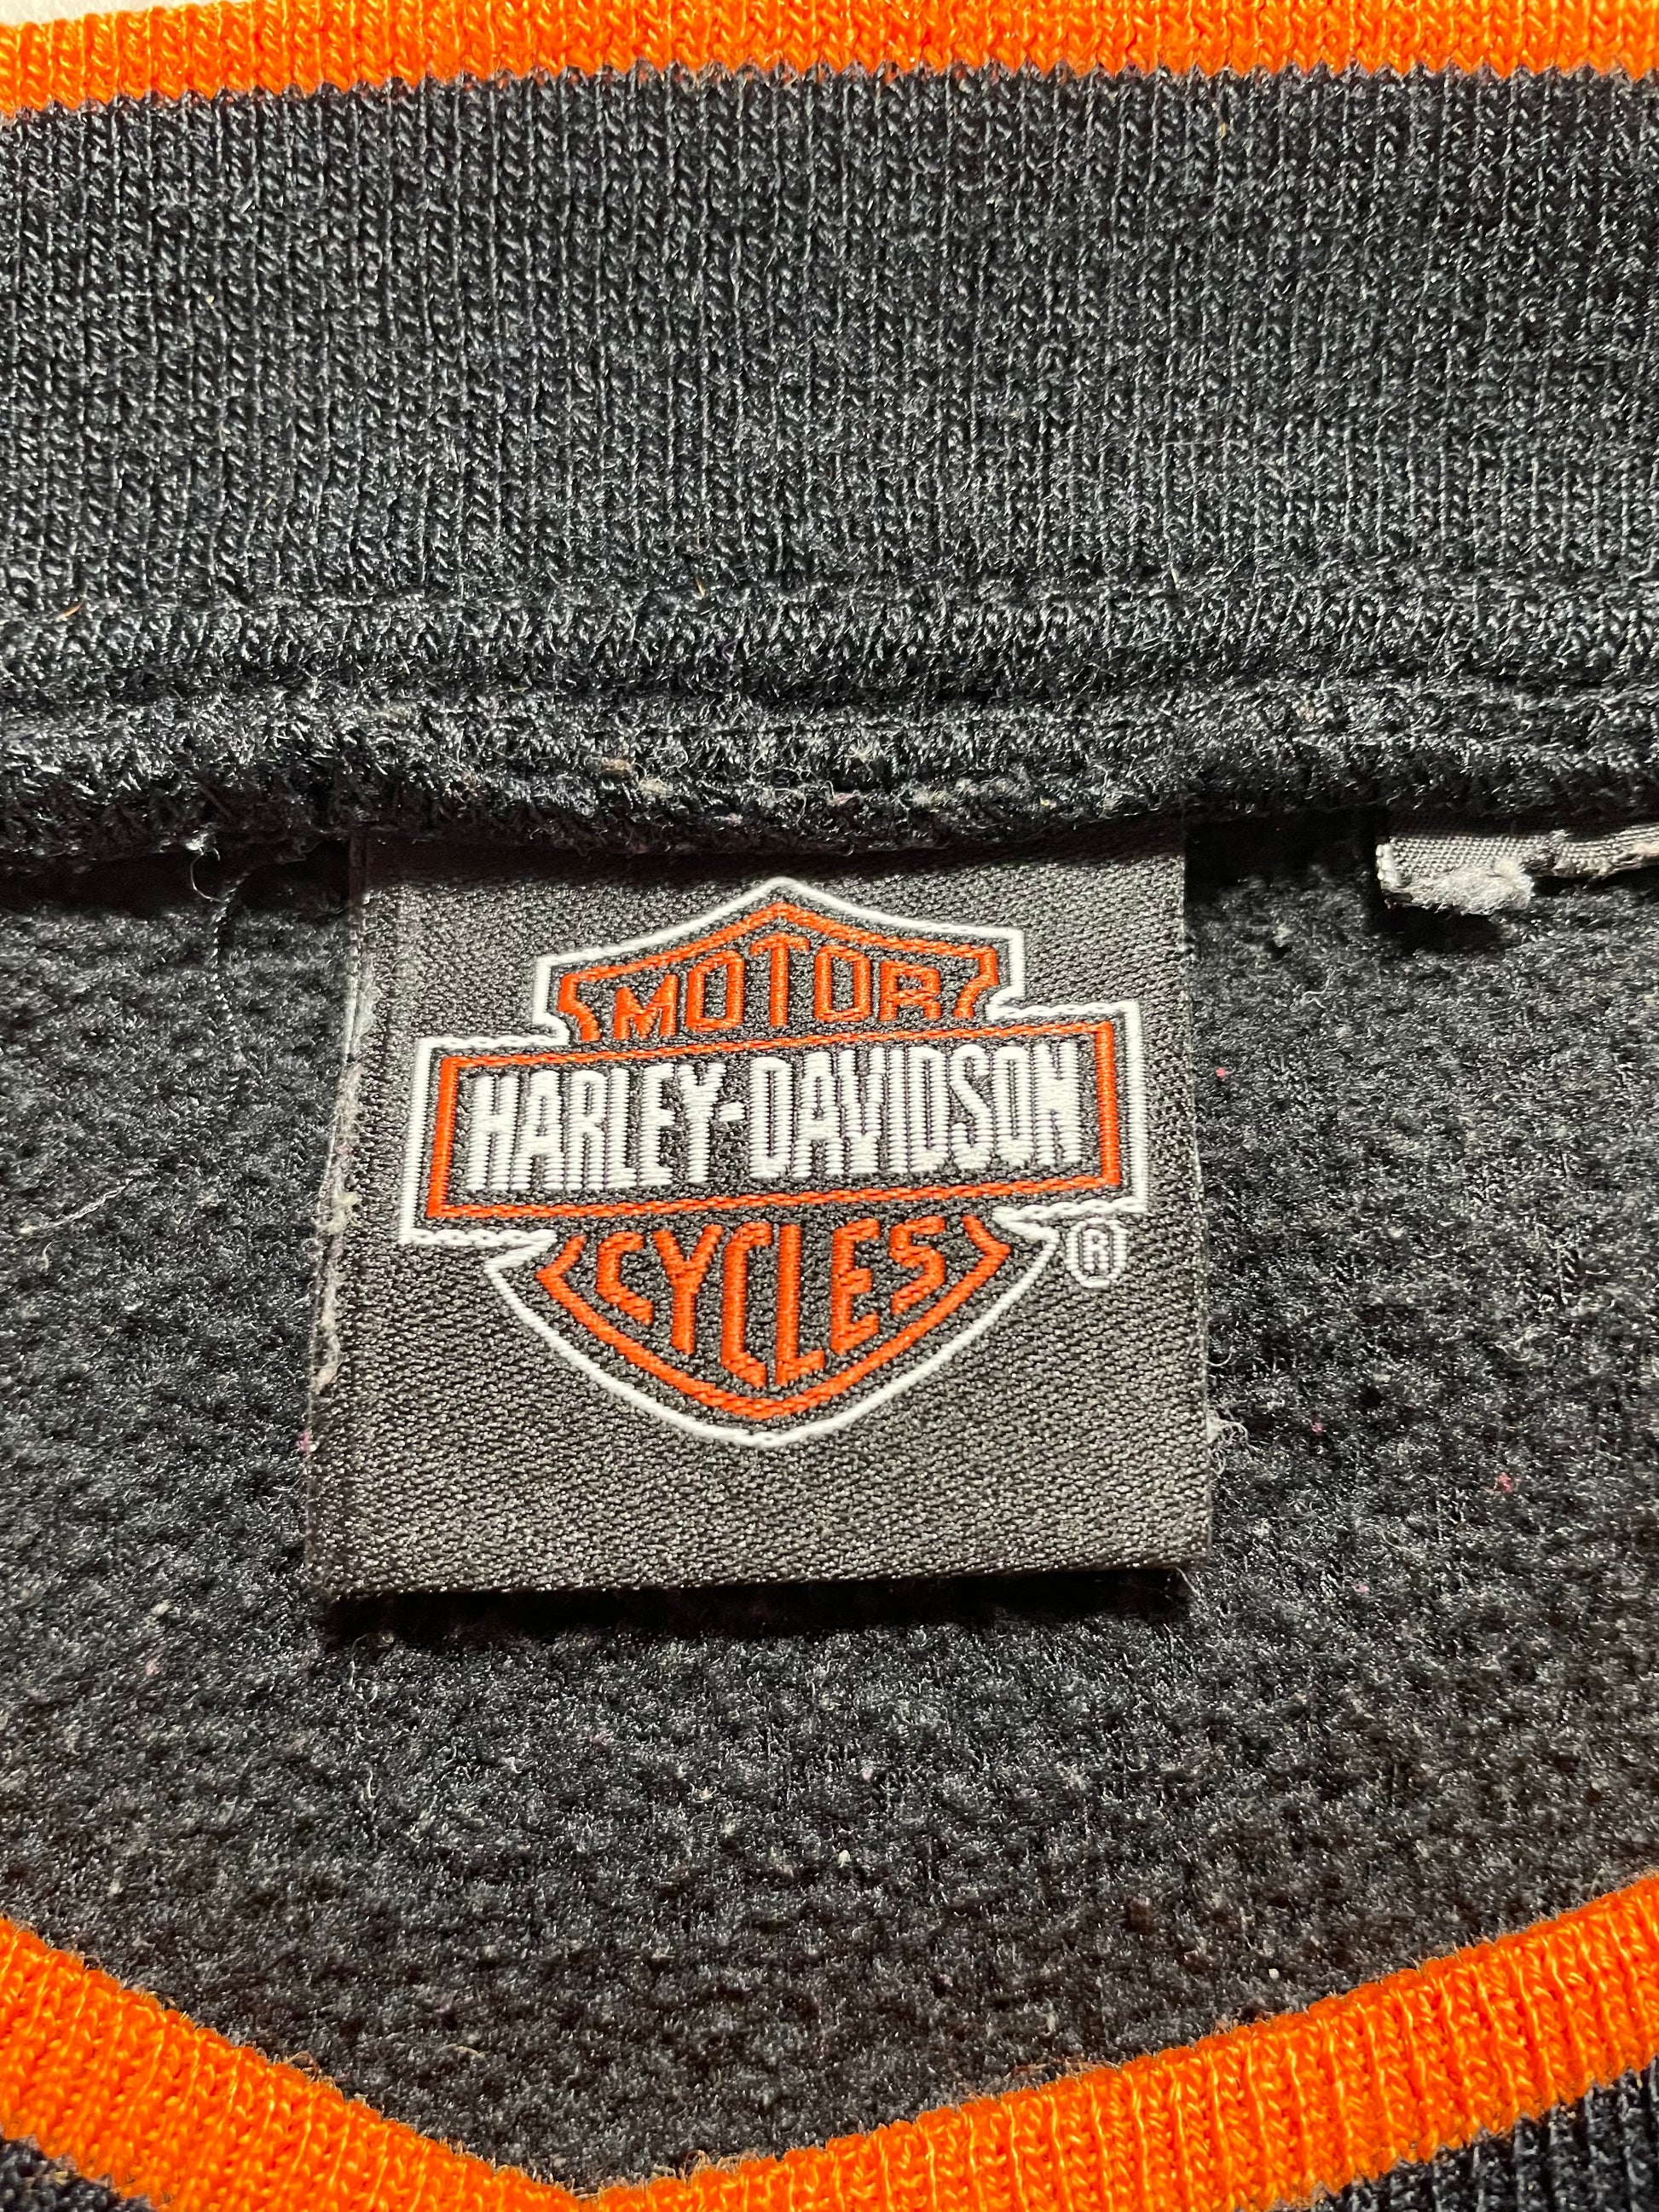 MOTOR
HARLEY-DAVIDSON
CYCLES
®